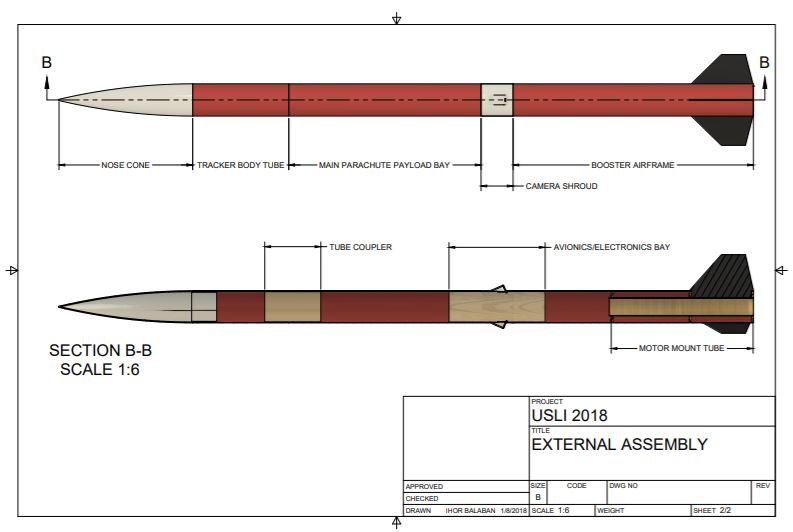 B
B
NOSE CONE
TRACKER BODY TUBE
MAIN PARACHUTE PAYLOAD BAY
BOOSTER AIRFRAME
CAMERA SHROUD
TUBE COUPLER
AVIONICS/ELECTRONICS BAY
SECTION B-B
SCALE 1:6
MOTOR MOUNT TUBE
PROJECT
USLI 2018
TITLE
EXTERNAL ASSEMBLY
APPROVED
CHECKED
SIZE
B
CODE
DWG NO
REV
DRAWN IHOR BALABAN 1/8/2018
SCALE 1:6
WEIGHT
SHEET 2/2